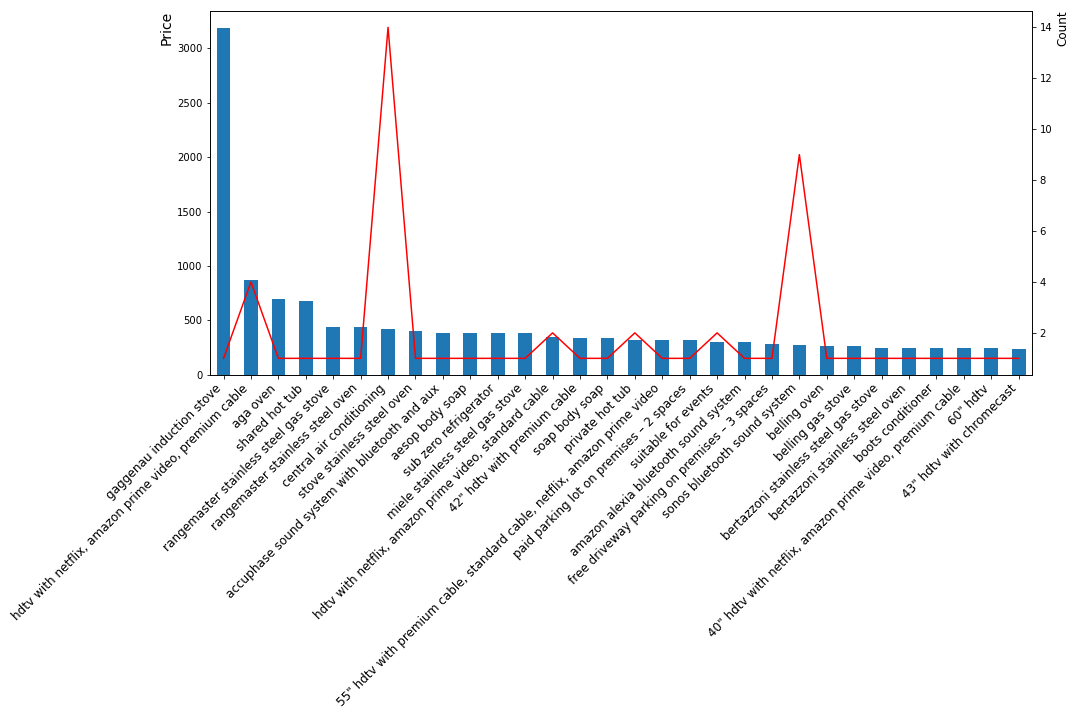 Price
3000
2500
2000
1500
1000
500
0
Count
14
12
10
8
6
4
2
gaggenau induction stove
hdtv with netflix, amazon prime video, premium cable
aga oven
shared hot tub
rangemaster stainless steel gas stove
rangemaster stainless steel oven
central air conditioning
stove stainless steel oven
accuphase sound system with bluetooth and aux
aesop body soap
sub zero refrigerator
miele stainless steel gas stove
hdtv with netflix, amazon prime video, standard cable
42" hdtv with premium cable
soap body soap
private hot tub
55" hdtv with premium cable, standard cable, netflix, amazon prime video
paid parking lot on premises – 2 spaces
suitable for events
amazon alexia bluetooth sound system
free driveway parking on premises – 3 spaces
sonos bluetooth sound system
belling oven
belling gas stove
bertazzoni stainless steel gas stove
bertazzoni stainless steel oven
boots conditioner
40" hdtv with netflix, amazon prime video, premium cable
60" hdtv
43" hdtv with chromecast